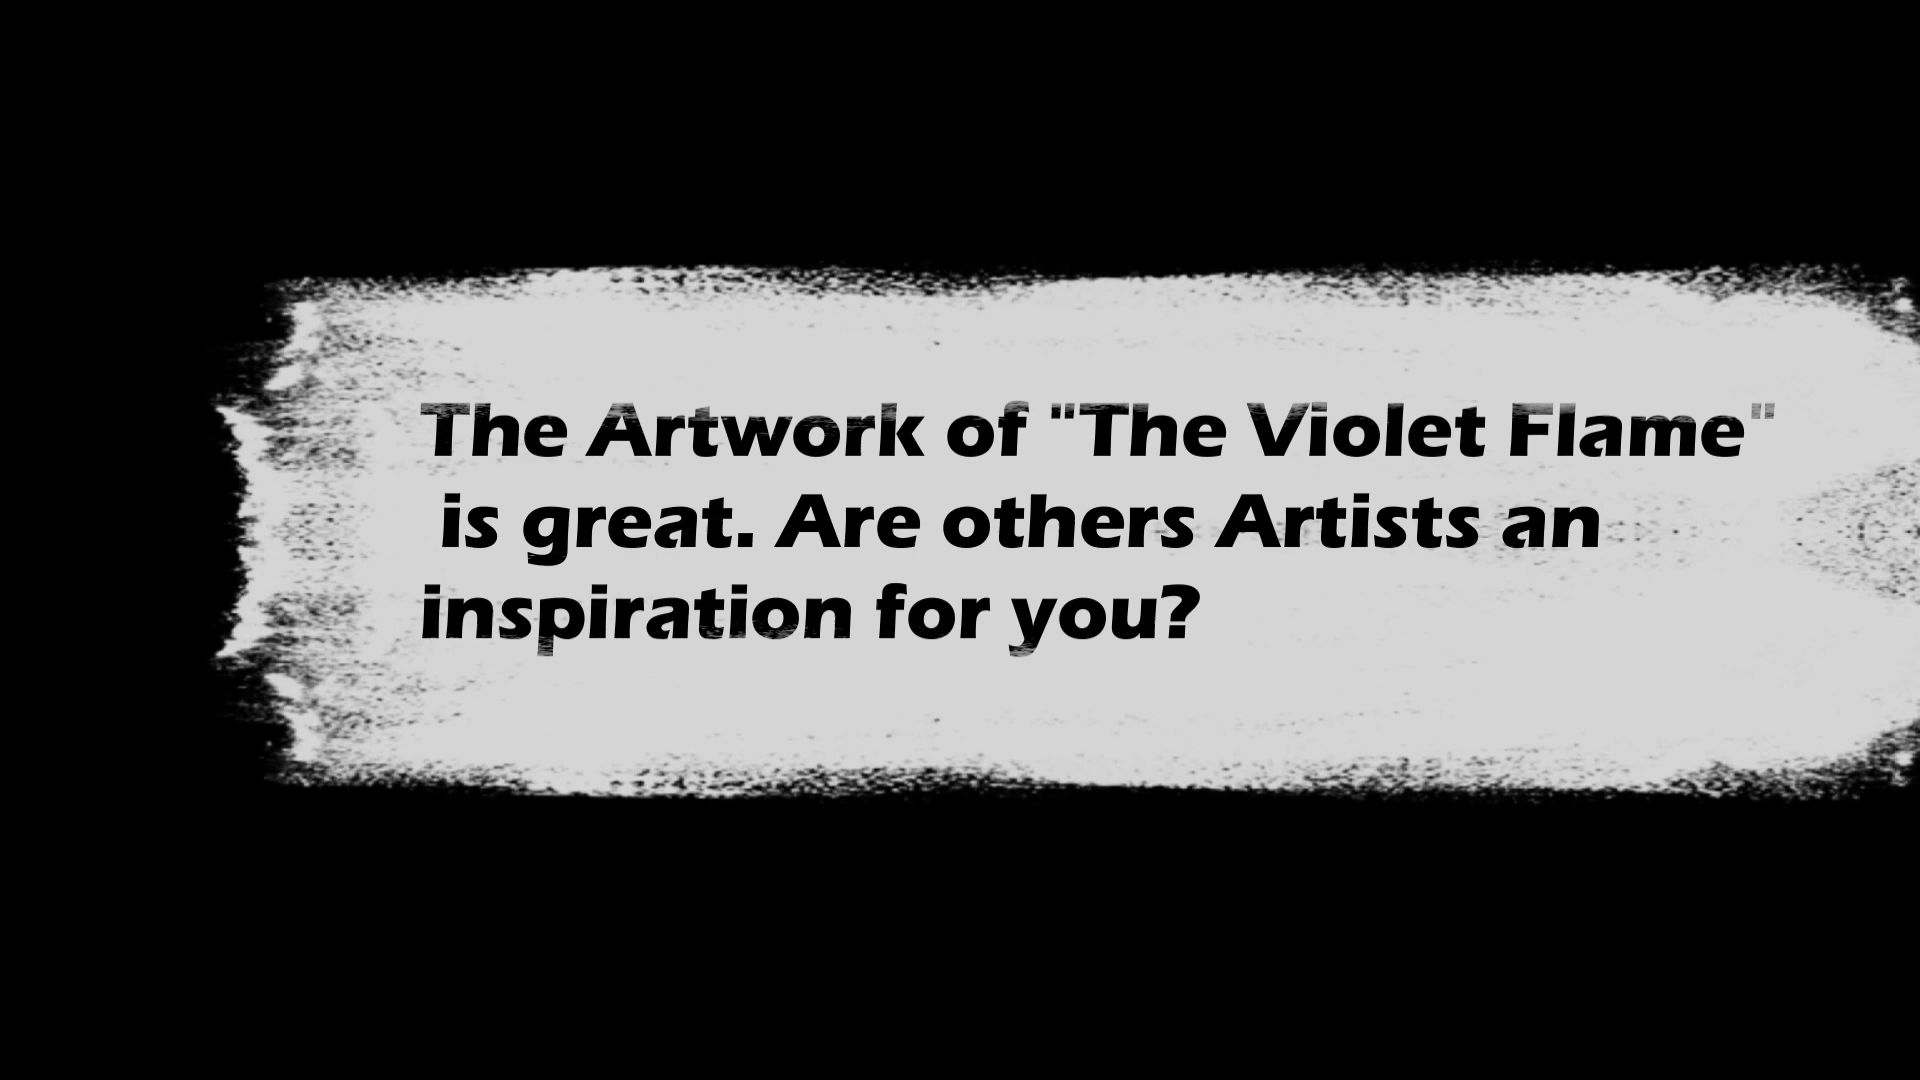 The Artwork of "The Violet Flame"
is great. Are others Artists an
inspiration for you?